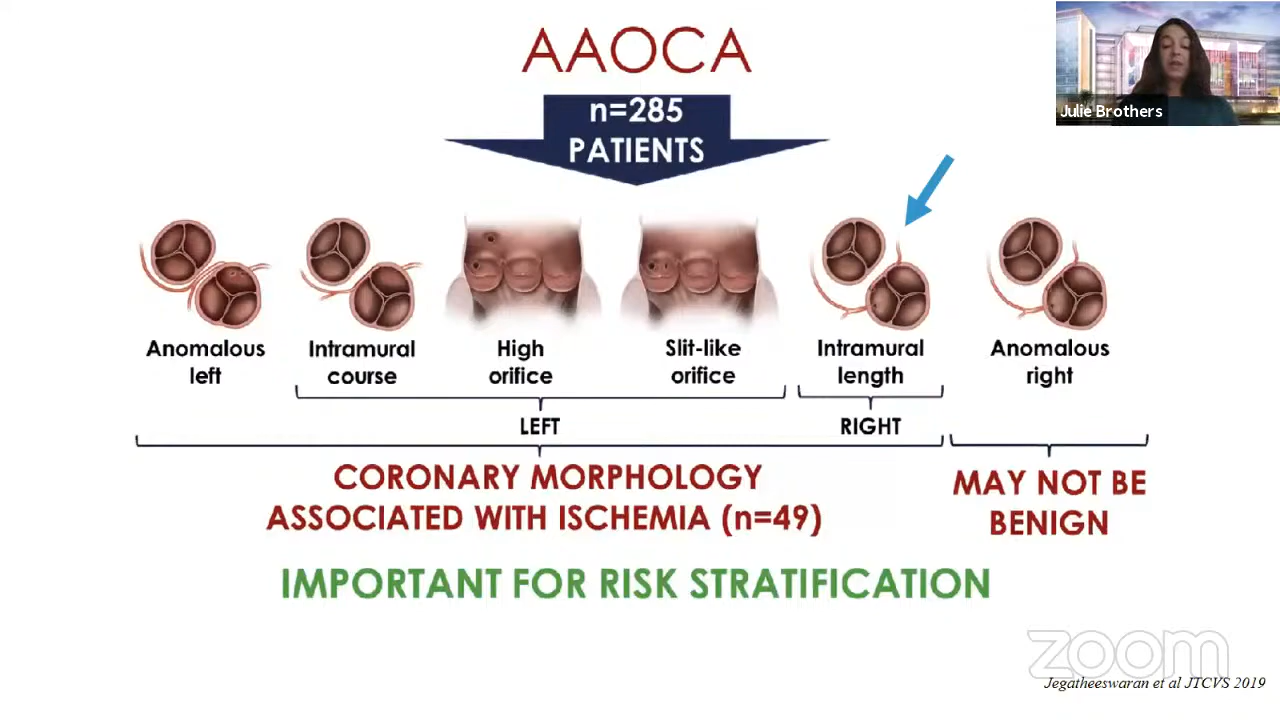 AAOCA
n=285
PATIENTS
Julie Brothers
Anomalous
left
Intramural
course
High
orifice
Slit-like
orifice
Intramural
length
Anomalous
right
LEFT
RIGHT
CORONARY MORPHOLOGY
ASSOCIATED WITH ISCHEMIA (n=49)
MAY NOT BE
BENIGN
IMPORTANT FOR RISK STRATIFICATION
zoom
Jegatheeswaran et al JTCVS 2019